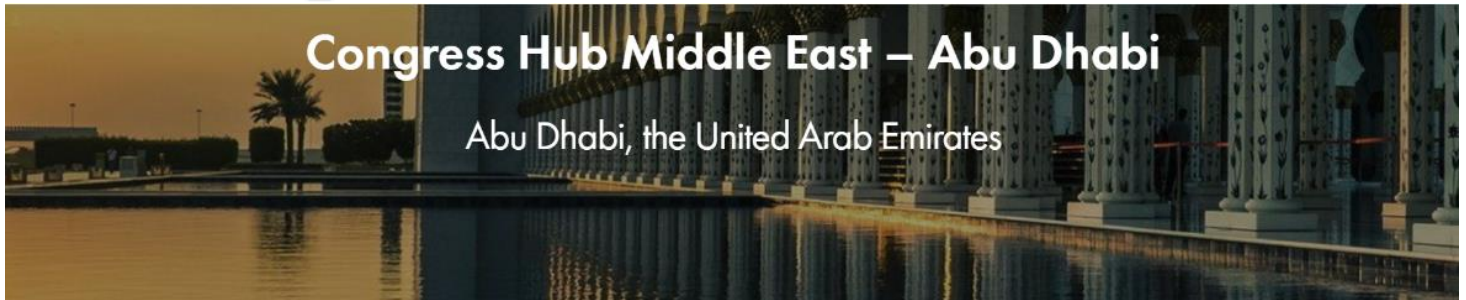 Congress Hub Middle East – Abu Dhabi
Abu Dhabi, the United Arab Emirates